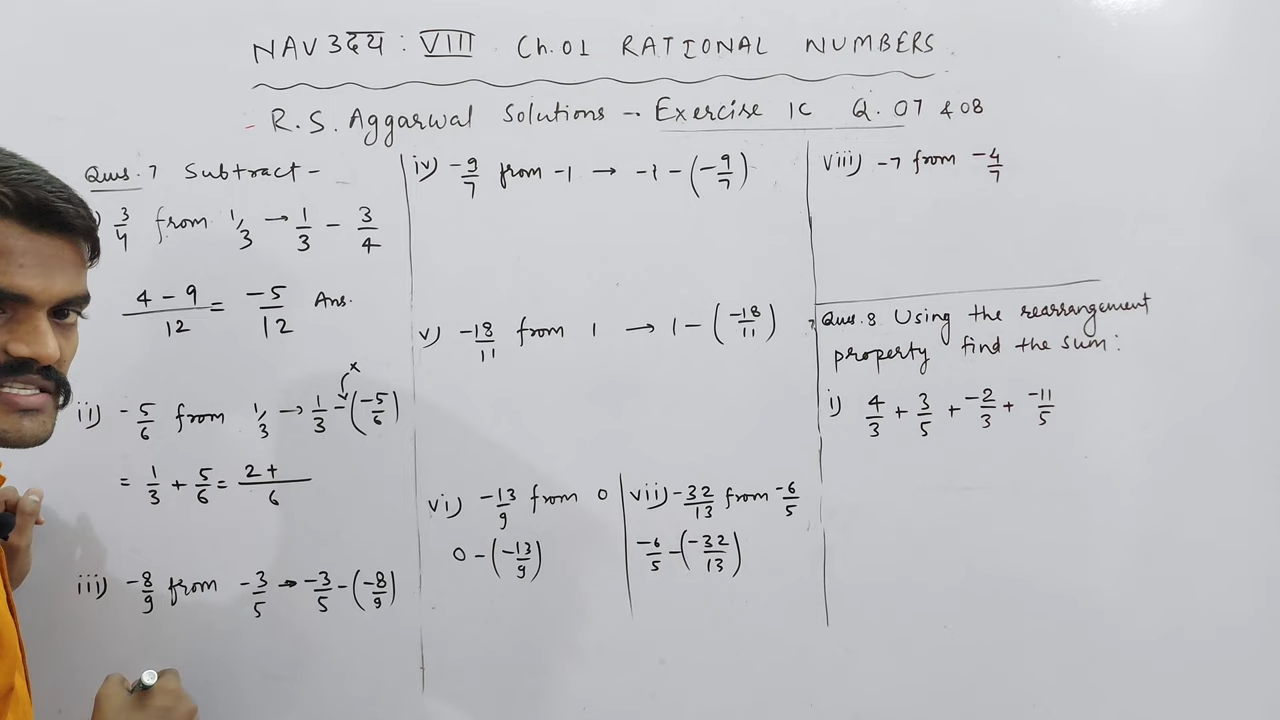 NAV उदय : VIII Ch.01 RATIONAL NUMBERS
- R.S. Aggarwal Solutions - Exercise 1C Q. 07 & 08
Ques. 7 Subtract -
) 3/4 from 1/3 → 1/3 - 3/4
(4 - 9)/12 = -5/12 Ans.
ii) -5/6 from 1/3 → 1/3 - (-5/6)
x
= 1/3 + 5/6 = (2 +)/6
iii) -8/9 from -3/5 → -3/5 - (-8/9)
iv) -9/7 from -1 → -1 - (-9/7)
v) -18/11 from 1 → 1 - (-18/11)
vi) -13/9 from 0
0 - (-13/9)
vii) -32/13 from -6/5
-6/5 - (-32/13)
viii) -7 from -4/7
Ques. 8 Using the rearrangement
property find the sum :
i) 4/3 + 3/5 + -2/3 + -11/5